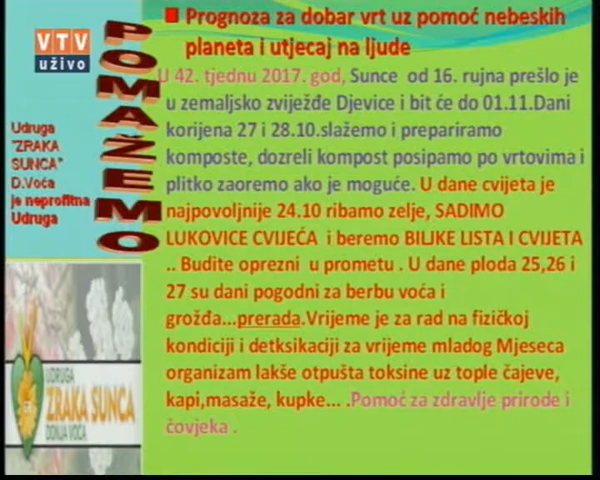 VTV
uživo
POMAŽEMO
Udruga
"ZRAKA
SUNCA"
D.Voća
je neprofitna
Udruga
Prognoza za dobar vrt uz pomoć nebeskih
planeta i utjecaj na ljude
U 42. tjednu 2017. god, Sunce od 16. rujna prešlo je
u zemaljsko zviježđe Djevice i bit će do 01.11.Dani
korijena 27 i 28.10.slažemo i prepariramo
komposte, dozreli kompost posipamo po vrtovima i
plitko zaoremo ako je moguće. U dane cvijeta je
najpovoljnije 24.10 ribamo zelje, SADIMO
LUKOVICE CVIJEĆA i beremo BILJKE LISTA I CVIJETA
.. Budite oprezni u prometu . U dane ploda 25,26 i
27 su dani pogodni za berbu voća i
grožđa...prerada.Vrijeme je za rad na fizičkoj
kondiciji i detksikaciji za vrijeme mladog Mjeseca
organizam lakše otpušta toksine uz tople čajeve,
kapi,masaže, kupke... .Pomoć za zdravlje prirode i
čovjeka .
UDRUGA
ZRAKA SUNCA
DONJA VOĆA